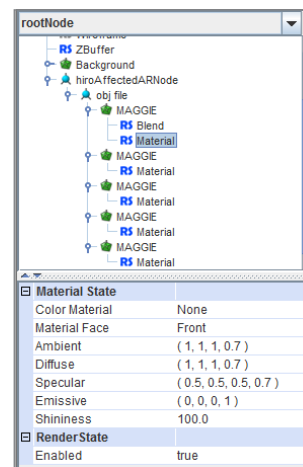 rootNode
RS Wireframe
RS ZBuffer
Background
hiroAffectedARNode
obj file
MAGGIE
RS Blend
RS Material
MAGGIE
RS Material
MAGGIE
RS Material
MAGGIE
RS Material
MAGGIE
RS Material
Material State
Color Material None
Material Face Front
Ambient ( 1, 1, 1, 0.7 )
Diffuse ( 1, 1, 1, 0.7 )
Specular ( 0.5, 0.5, 0.5, 0.7 )
Emissive ( 0, 0, 0, 1 )
Shininess 100.0
RenderState
Enabled true